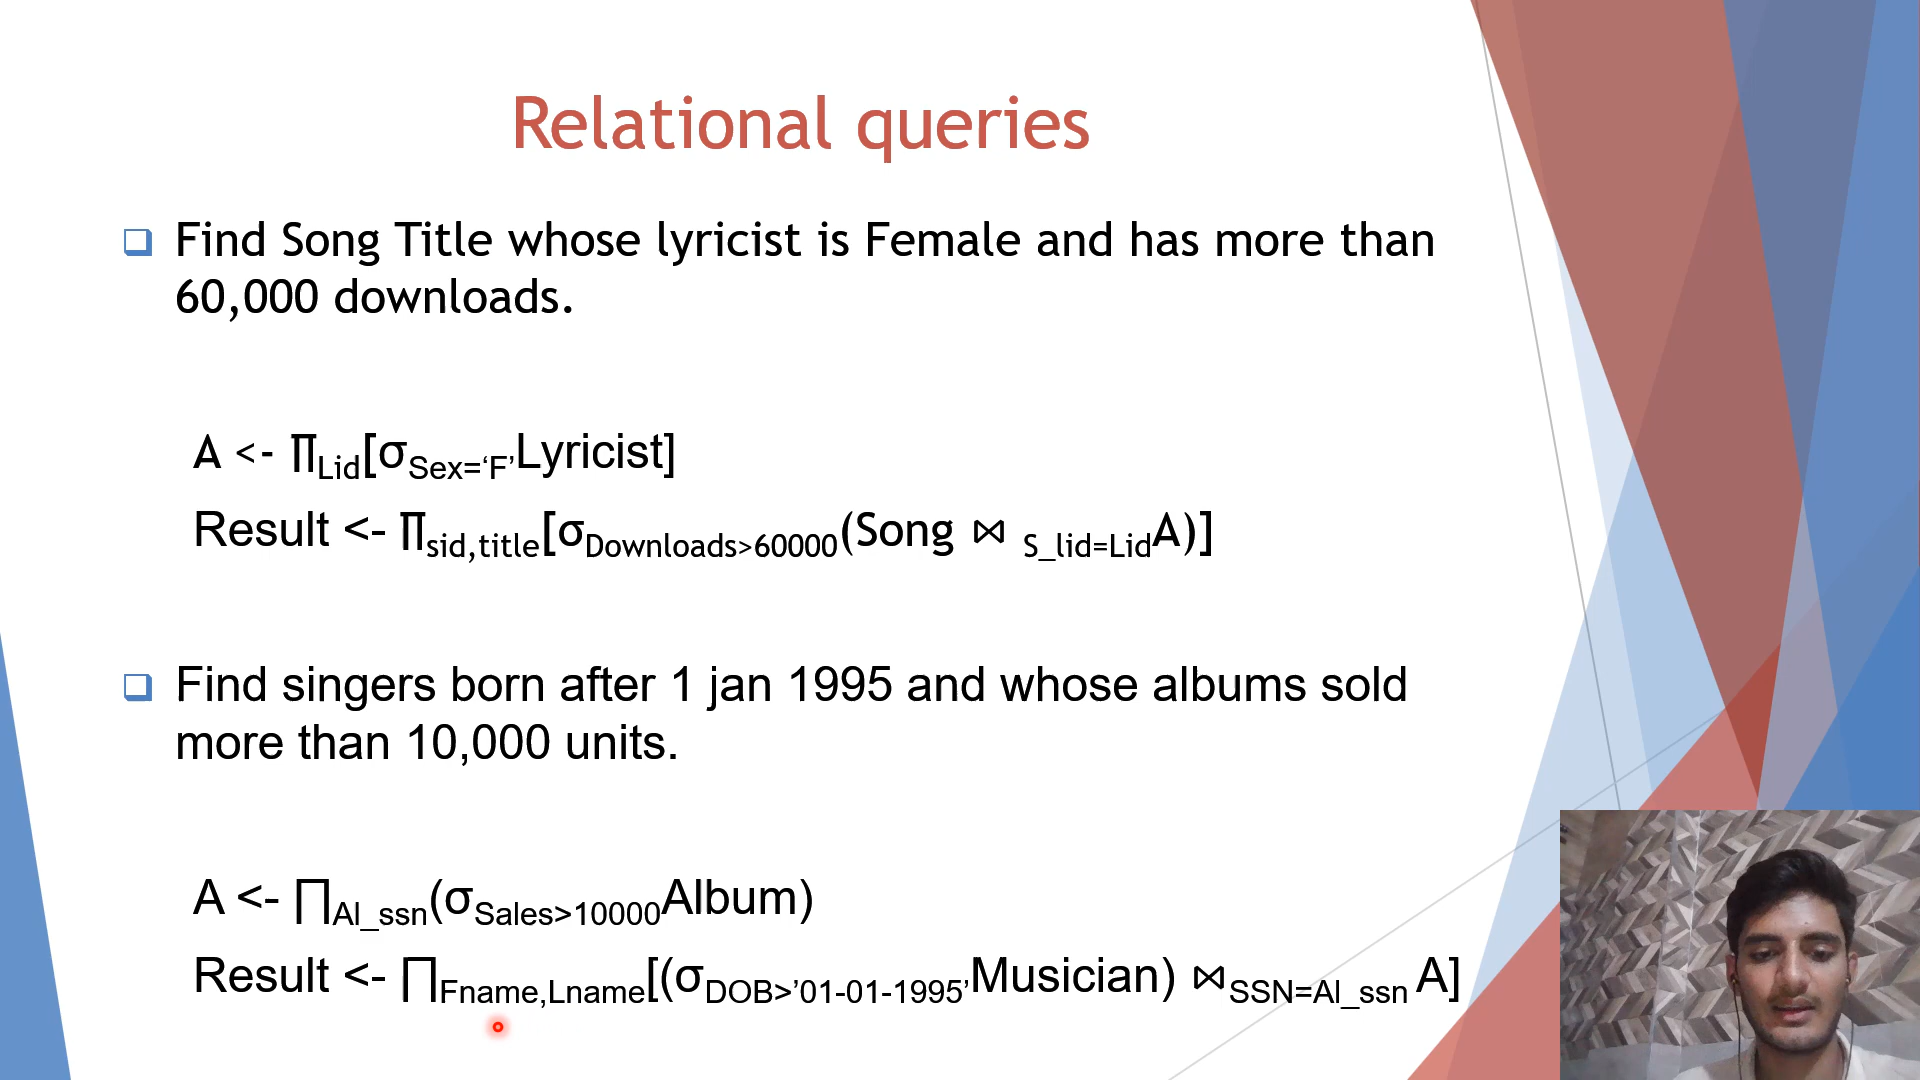 Relational queries
Find Song Title whose lyricist is Female and has more than
60,000 downloads.
A <- ∏Lid[σSex=‘F’Lyricist]
Result <- ∏sid,title[σDownloads>60000(Song ⋈ S_lid=LidA)]
Find singers born after 1 jan 1995 and whose albums sold
more than 10,000 units.
A <- ∏Al_ssn(σSales>10000Album)
Result <- ∏Fname,Lname[(σDOB>’01-01-1995’Musician) ⋈SSN=Al_ssn A]